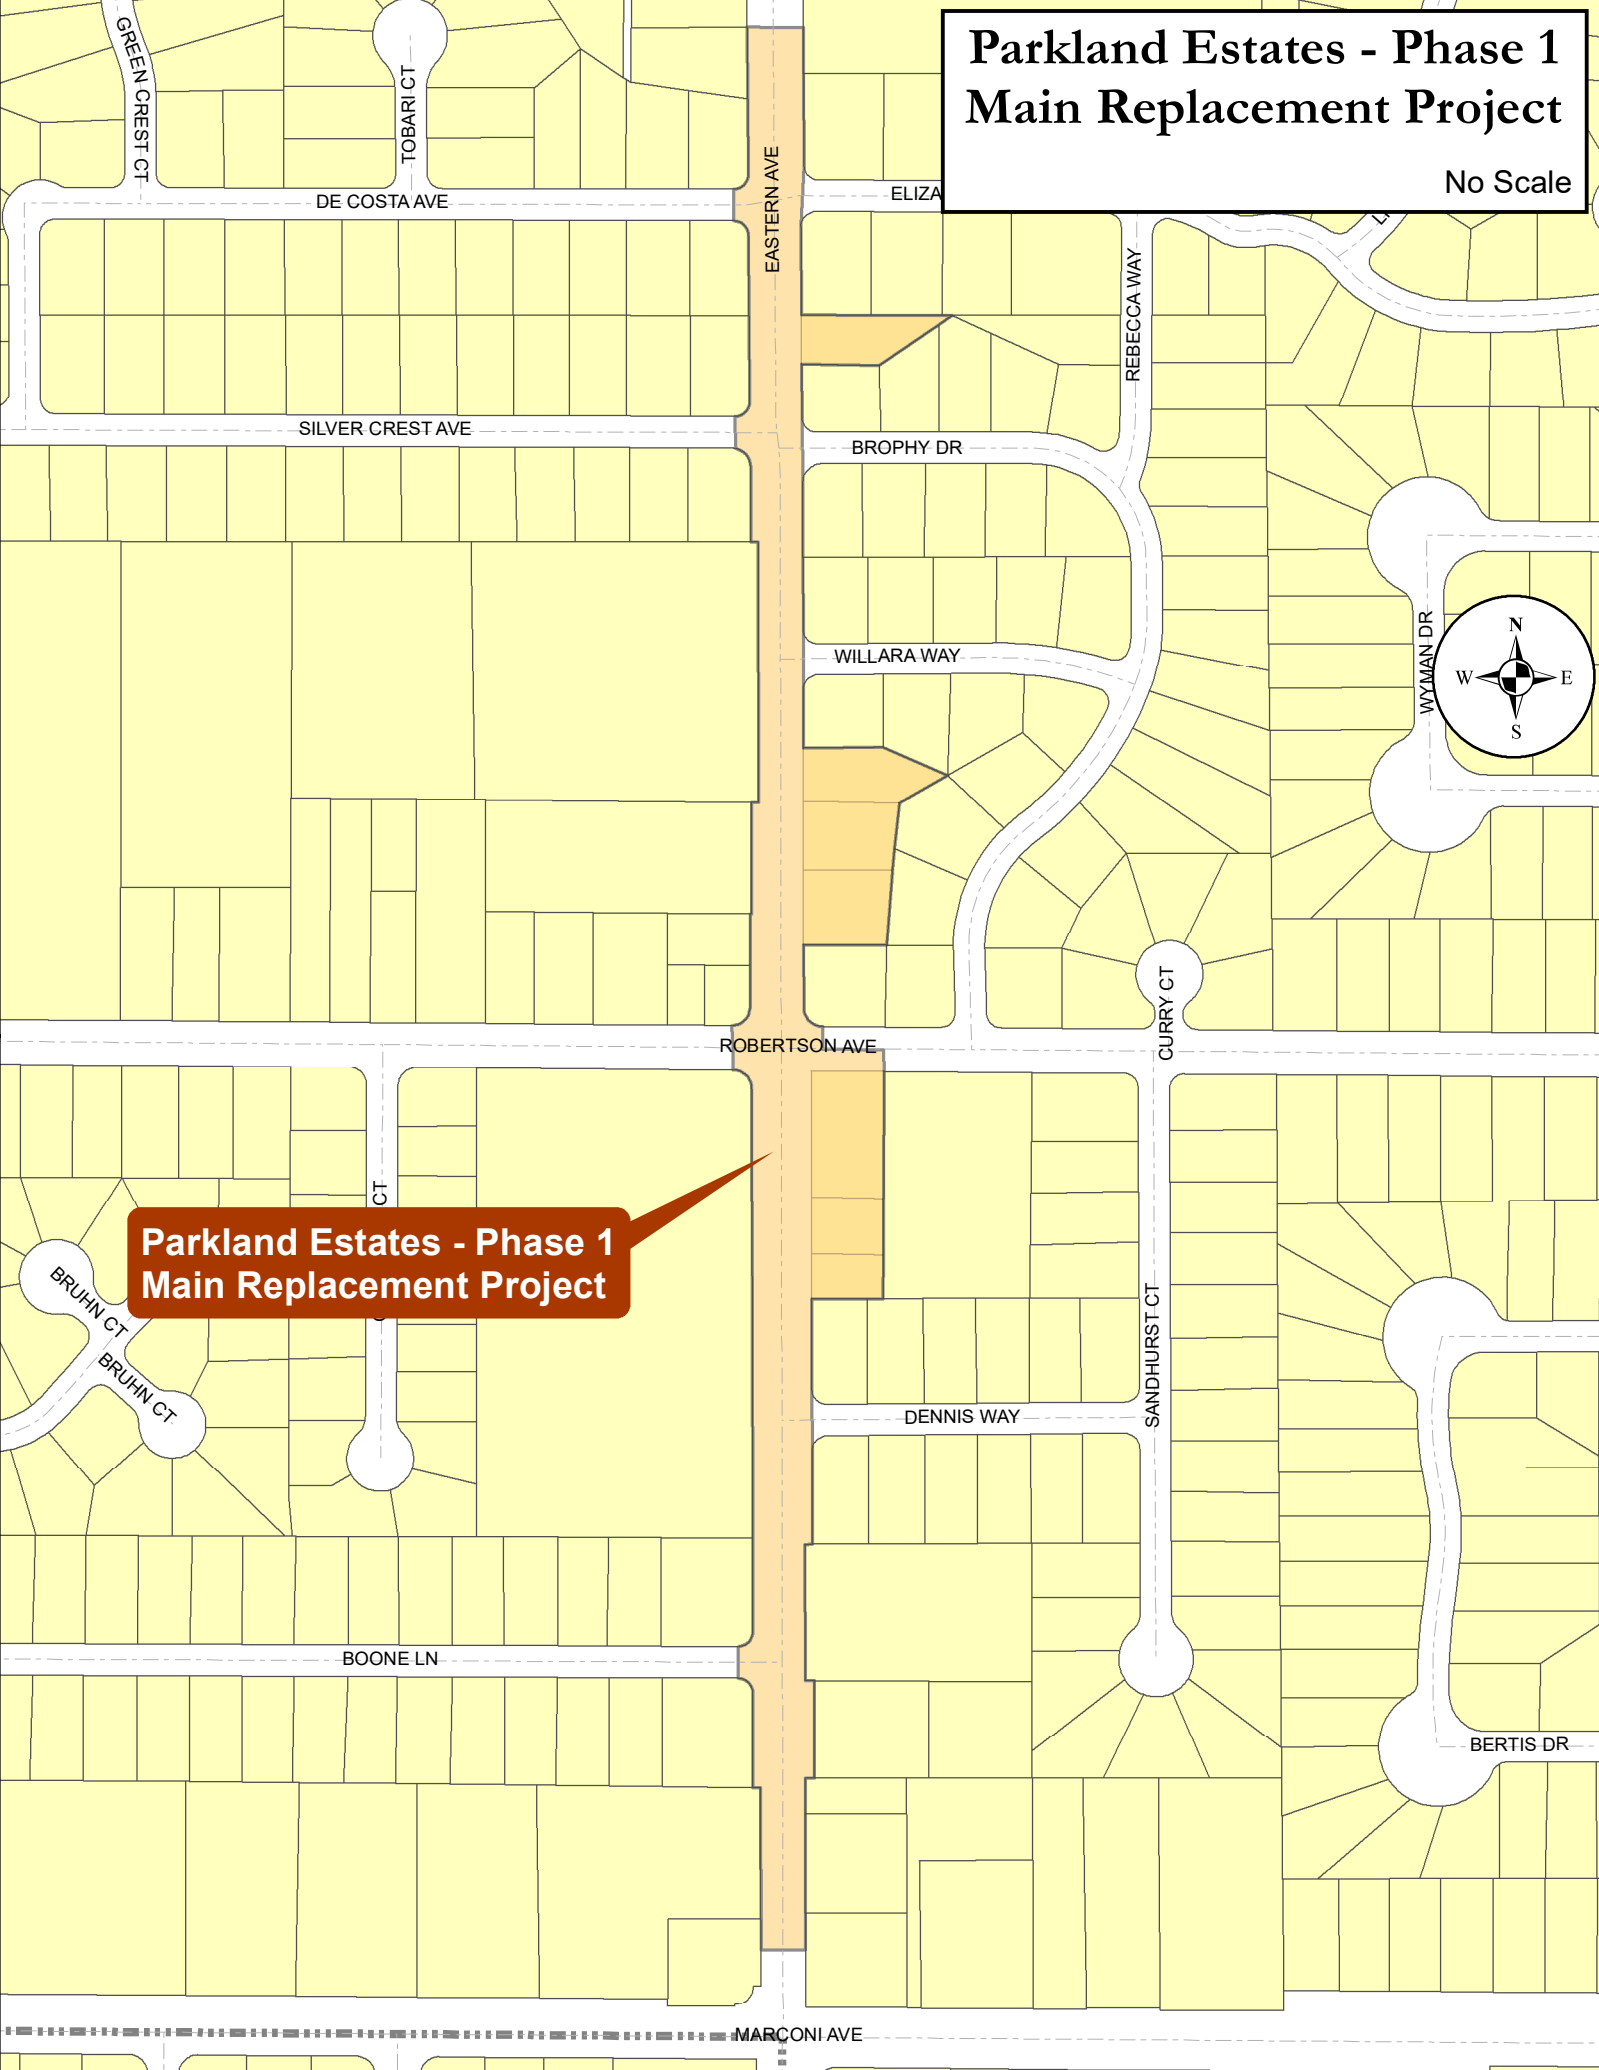 Parkland Estates - Phase 1
Main Replacement Project
No Scale
GREEN CREST CT
TOBARI CT
DE COSTA AVE
EASTERN AVE
REBECCA WAY
SILVER CREST AVE
BROPHY DR
WILLARA WAY
WYMAN DR
N
W
E
S
CURRY CT
ROBERTSON AVE
CT
Parkland Estates - Phase 1
Main Replacement Project
BRUHN CT
BRUHN CT
SANDHURST CT
DENNIS WAY
BOONE LN
BERTIS DR
MARCONI AVE